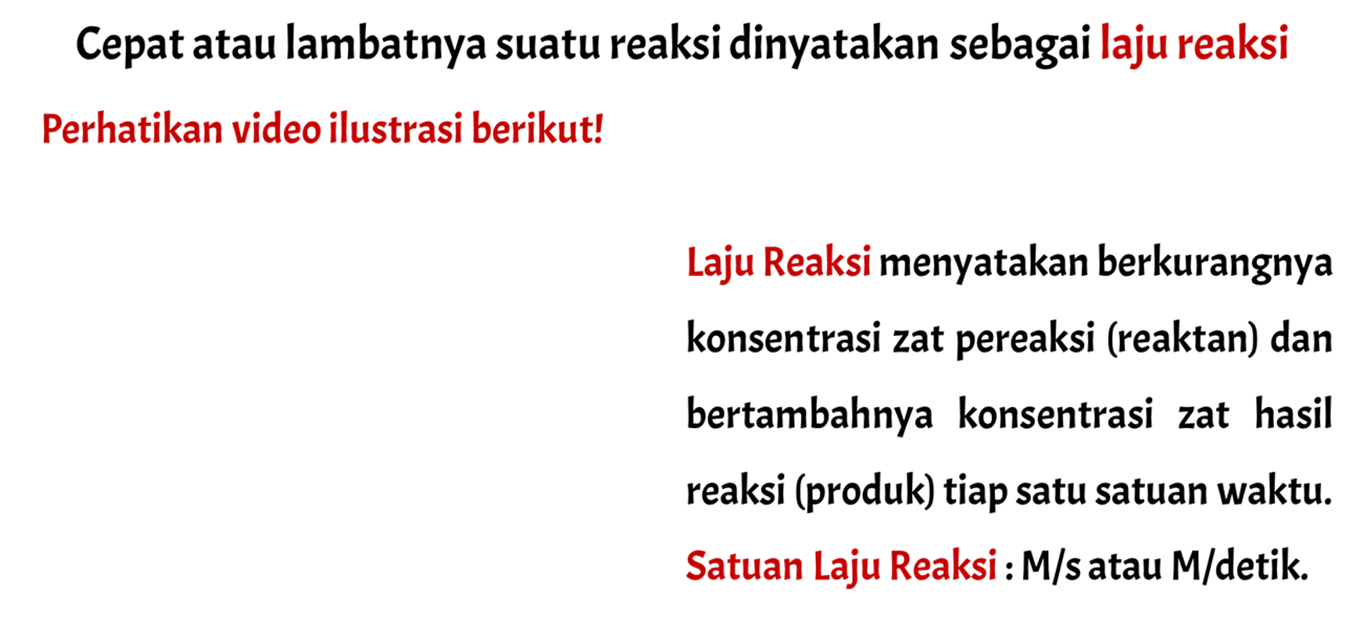 Cepat atau lambatnya suatu reaksi dinyatakan sebagai laju reaksi
Perhatikan video ilustrasi berikut!
Laju Reaksi menyatakan berkurangnya
konsentrasi zat pereaksi (reaktan) dan
bertambahnya konsentrasi zat hasil
reaksi (produk) tiap satu satuan waktu.
Satuan Laju Reaksi : M/s atau M/detik.